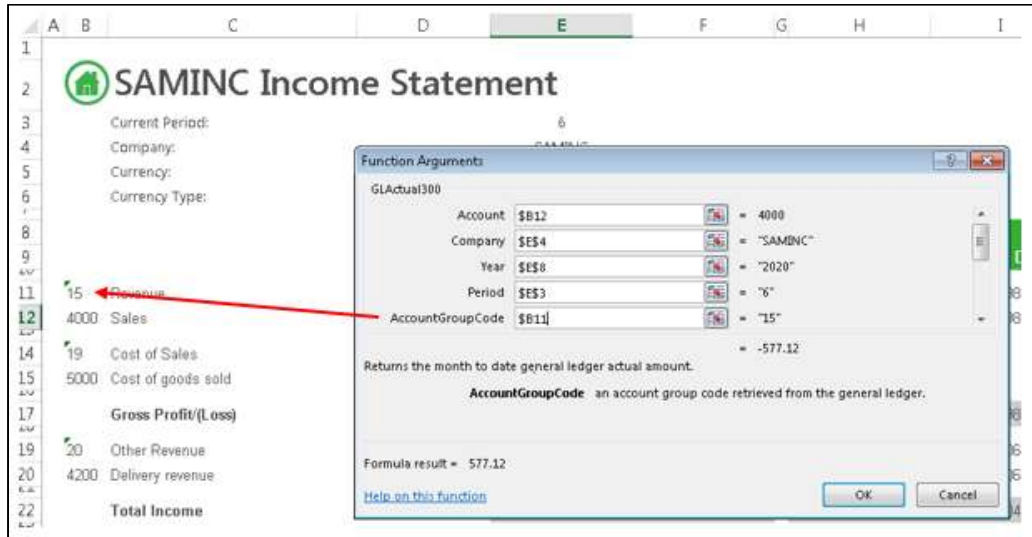 A B C D E F G H I
1
2 SAMINC Income Statement
3 Current Period: 6
4 Company:
5 Currency:
6 Currency Type:
8
9
11 15 Revenue
12 4000 Sales
14 19 Cost of Sales
15 5000 Cost of goods sold
17 Gross Profit/(Loss)
19 20 Other Revenue
20 4200 Delivery revenue
22 Total Income
Function Arguments
GLActual300
Account $B12 = 4000
Company $E$4 = "SAMINC"
Year $E$8 = "2020"
Period $E$3 = "6"
AccountGroupCode $B11 = "15"
= -577.12
Returns the month to date general ledger actual amount.
AccountGroupCode an account group code retrieved from the general ledger.
Formula result = 577.12
Help on this function
OK Cancel